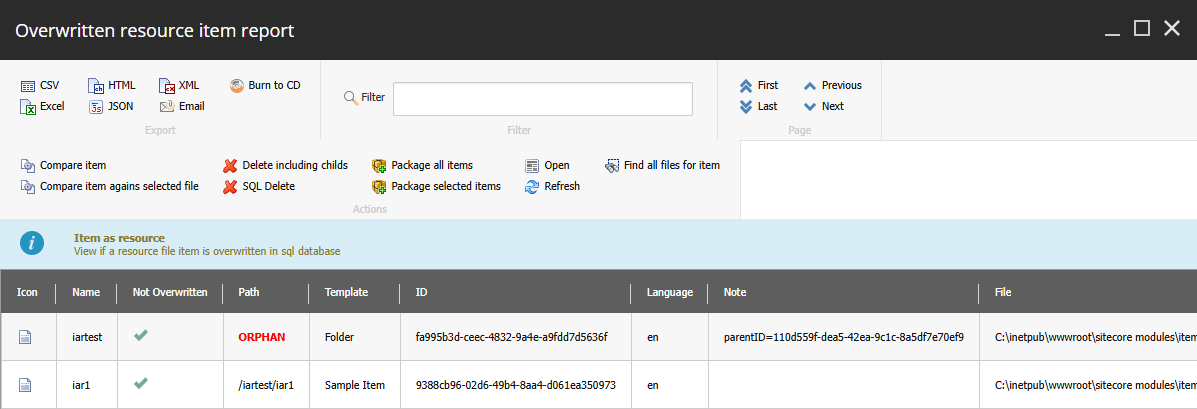 Overwritten resource item report
CSV HTML XML Burn to CD
Excel JSON Email
Export
Filter
Filter
First Previous
Last Next
Page
Compare item Delete including childs Package all items Open Find all files for item
Compare item agains selected file SQL Delete Package selected items Refresh
Actions
Item as resource
View if a resource file item is overwritten in sql database
Icon Name Not Overwritten Path Template ID Language Note File
iartest ORPHAN Folder fa995b3d-ceec-4832-9a4e-a9fdd7d5636f en parentID=110d559f-dea5-42ea-9c1c-8a5df7e70ef9 C:\inetpub\wwwroot\sitecore modules\item
iar1 /iartest/iar1 Sample Item 9388cb96-02d6-49b4-8aa4-d061ea350973 en C:\inetpub\wwwroot\sitecore modules\item